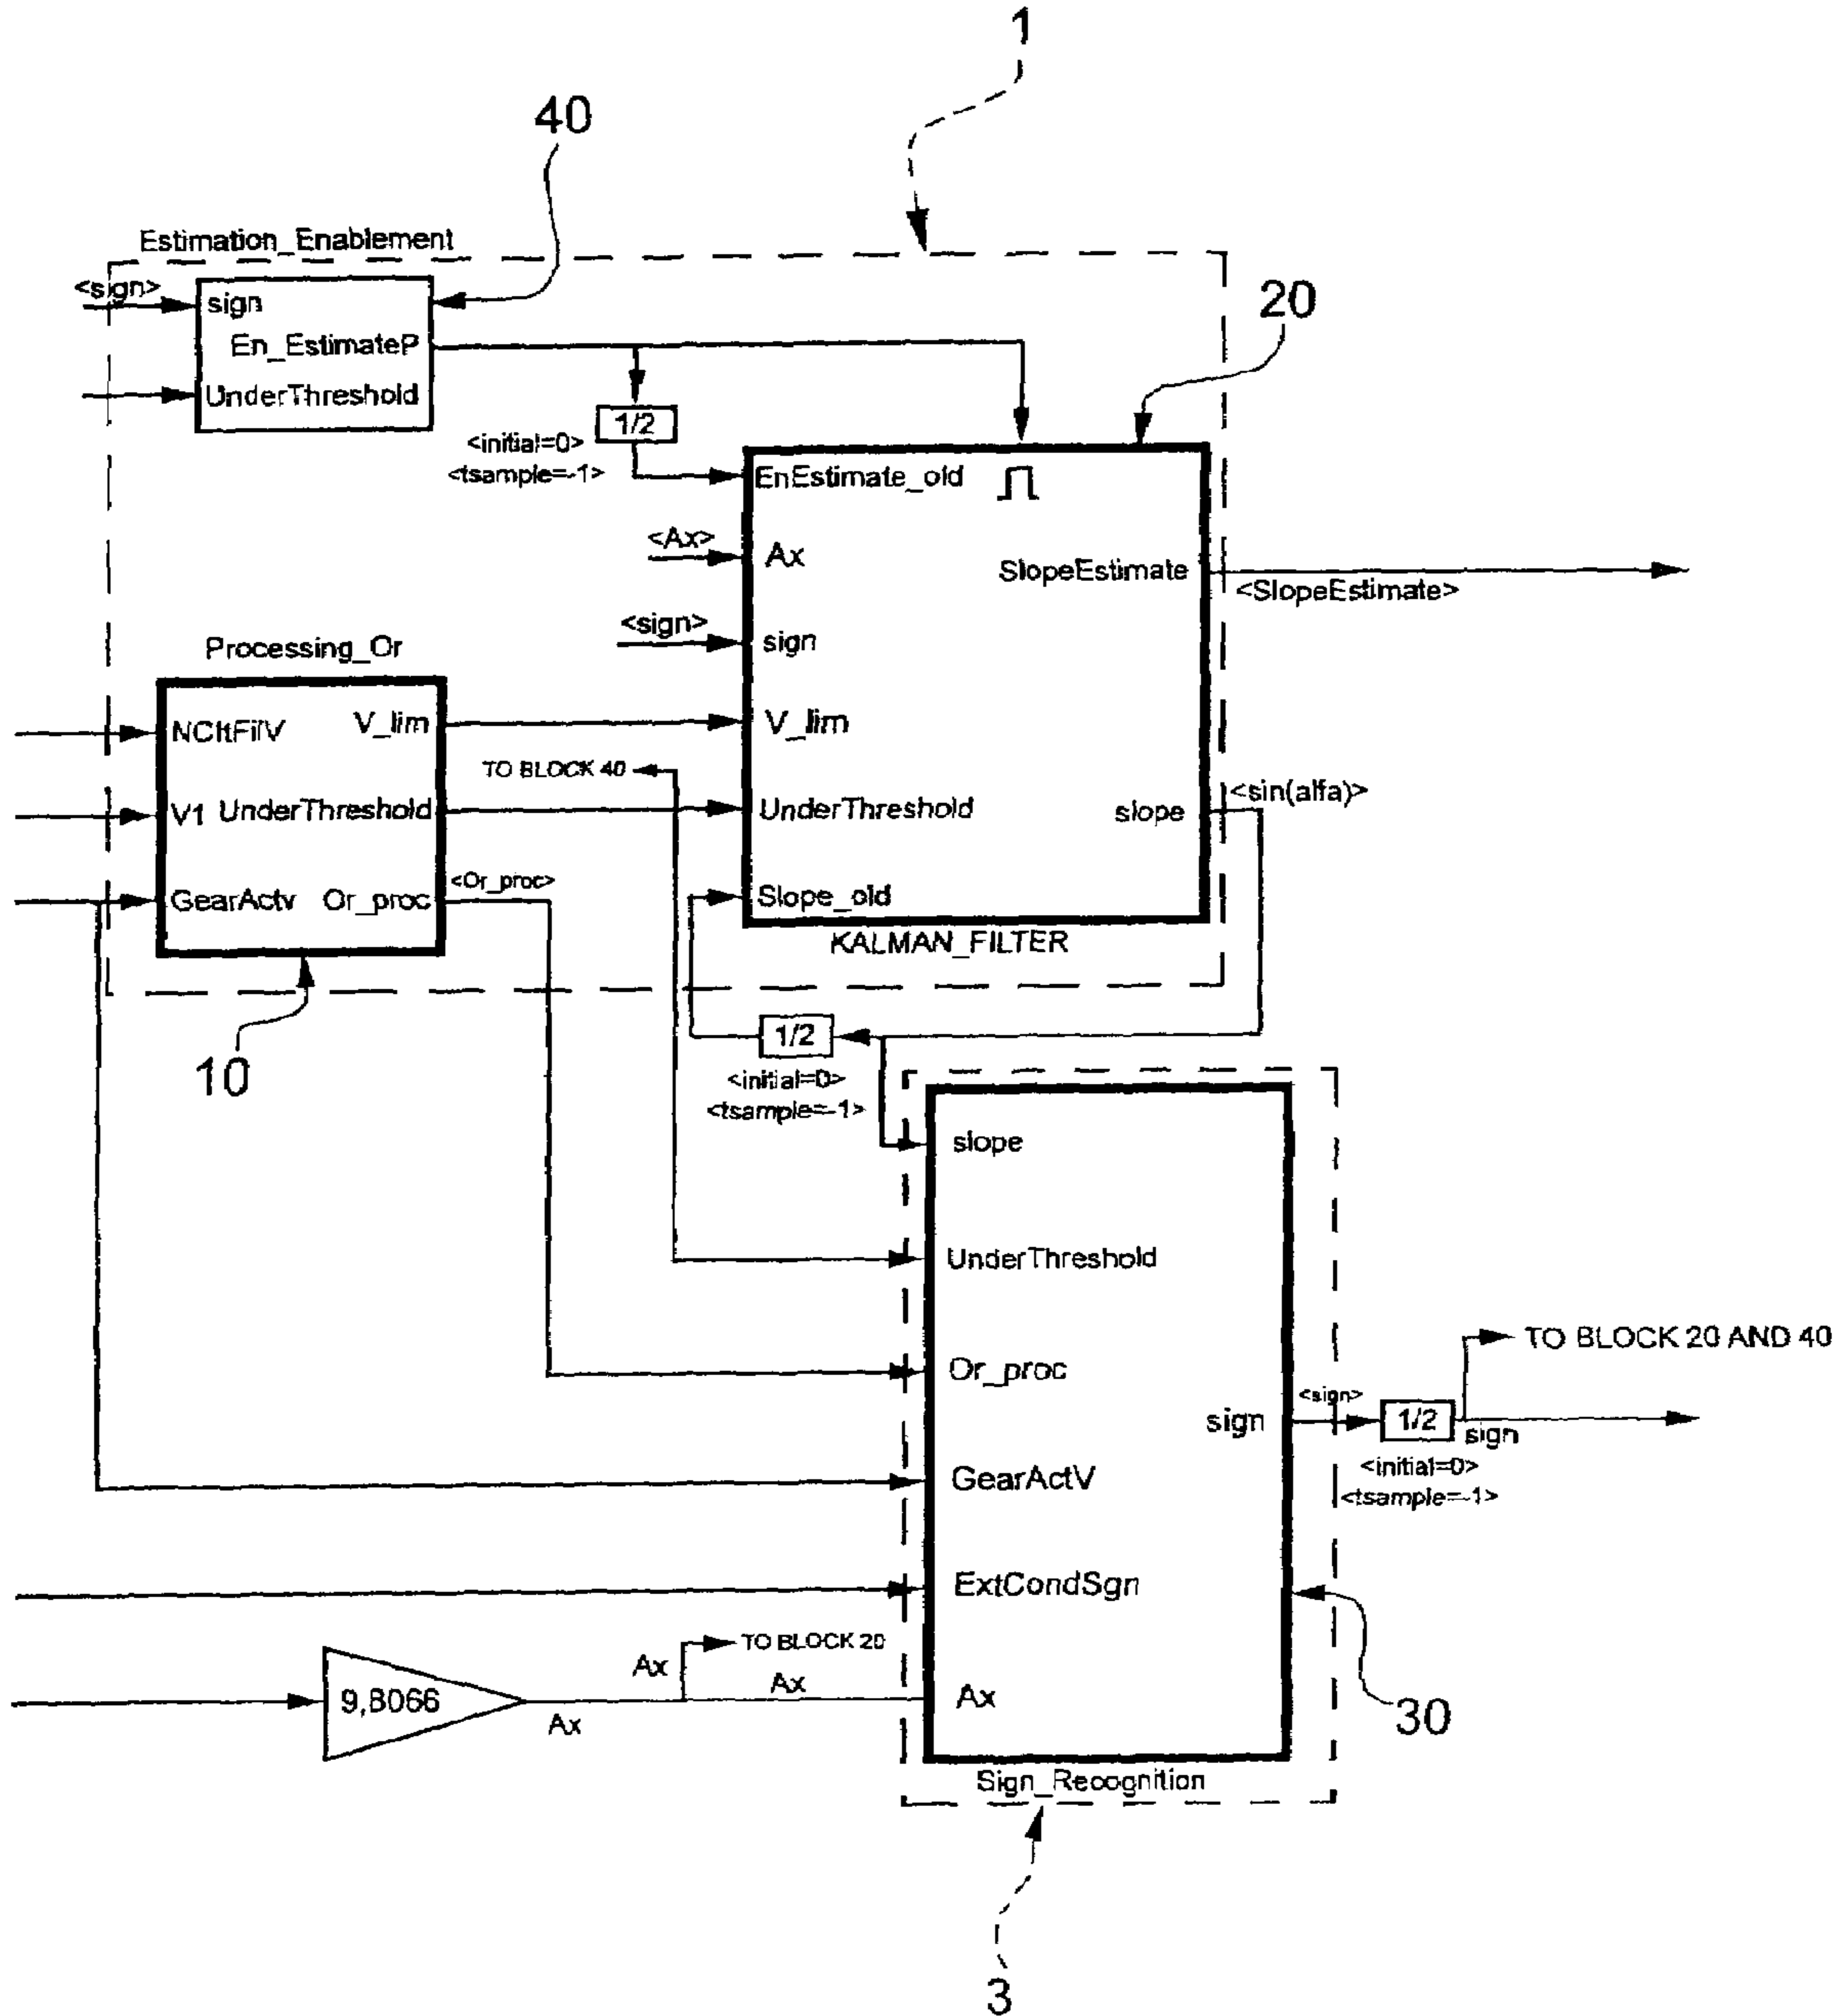 1
40
Estimation_Enablement
<sign>
sign
En_EstimateP
UnderThreshold
20
1/2
<initial=0>
<tsample=-1>
EnEstimate_old
<Ax>
Ax
SlopeEstimate
<SlopeEstimate>
<sign>
sign
Processing_Or
NCltFilV
V_lim
V_lim
TO BLOCK 40
V1
UnderThreshold
UnderThreshold
<sin(alfa)>
slope
GearActv
Or_proc
<Or_proc>
Slope_old
KALMAN_FILTER
10
1/2
<initial=0>
<tsample=-1>
slope
UnderThreshold
Or_proc
TO BLOCK 20 AND 40
sign
<sign>
1/2
sign
<initial=0>
<tsample=-1>
GearActV
ExtCondSgn
TO BLOCK 20
9,8066
Ax
Ax
Ax
Ax
30
Sign_Recognition
3